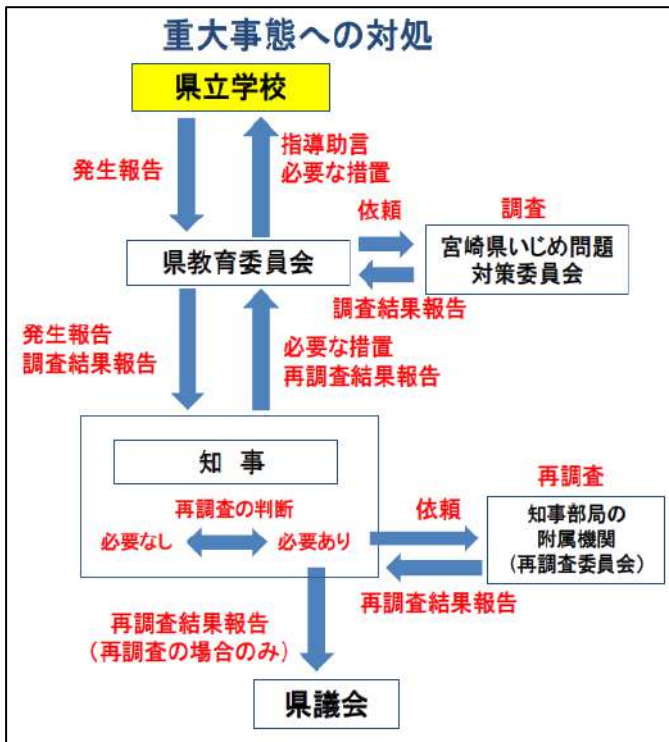 重大事態への対処
県立学校
発生報告
指導助言
必要な措置
依頼
調査
県教育委員会
宮崎県いじめ問題
対策委員会
調査結果報告
発生報告
調査結果報告
必要な措置
再調査結果報告
知　事
再調査の判断
必要なし
必要あり
依頼
再調査
知事部局の
附属機関
（再調査委員会）
再調査結果報告
再調査結果報告
（再調査の場合のみ）
県議会